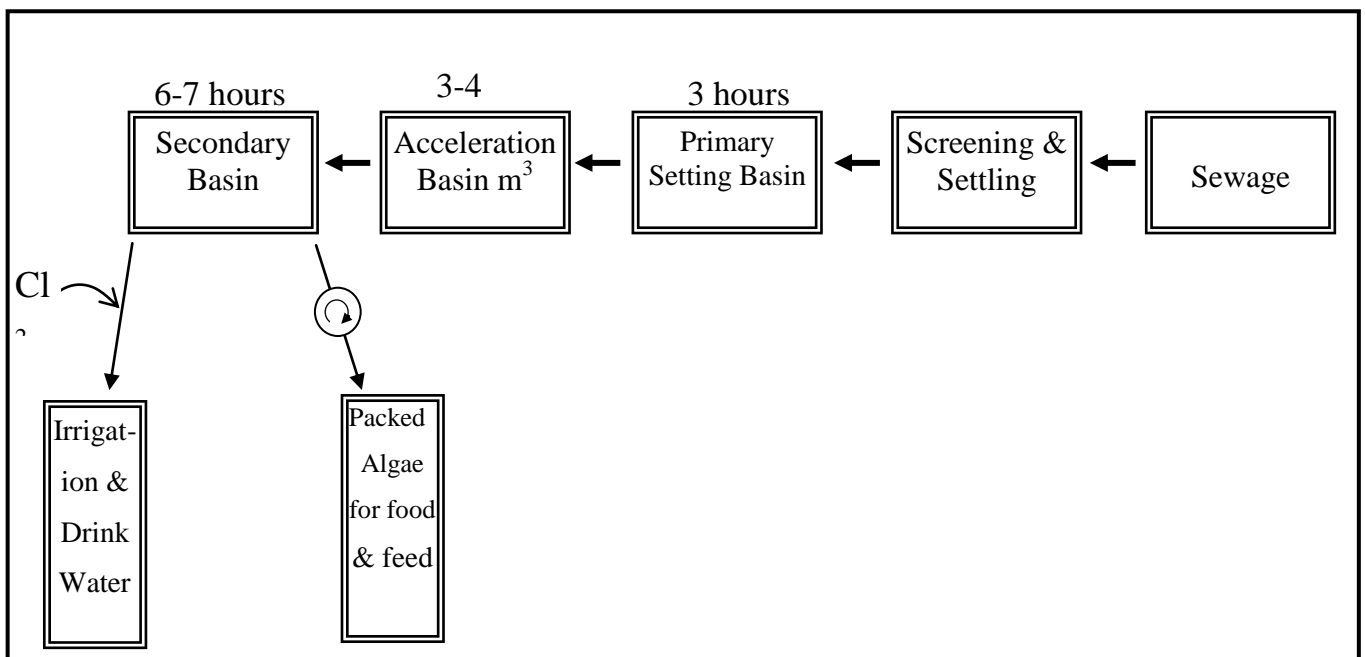 6-7 hours
3-4
3 hours
Secondary
Basin
Acceleration
Basin m³
Primary
Setting Basin
Screening &
Settling
Sewage
Cl
Irrigat-
ion &
Drink
Water
Packed
Algae
for food
& feed